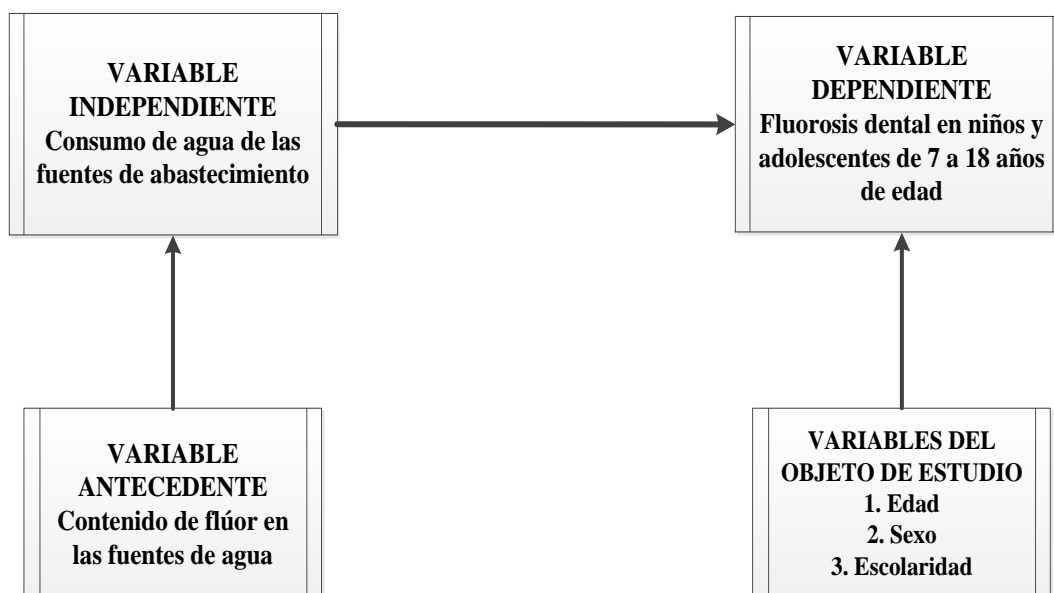 VARIABLE
INDEPENDIENTE
Consumo de agua de las
fuentes de abastecimiento
VARIABLE
DEPENDIENTE
Fluorosis dental en niños y
adolescentes de 7 a 18 años
de edad
VARIABLE
ANTECEDENTE
Contenido de flúor en
las fuentes de agua
VARIABLES DEL
OBJETO DE ESTUDIO
1. Edad
2. Sexo
3. Escolaridad